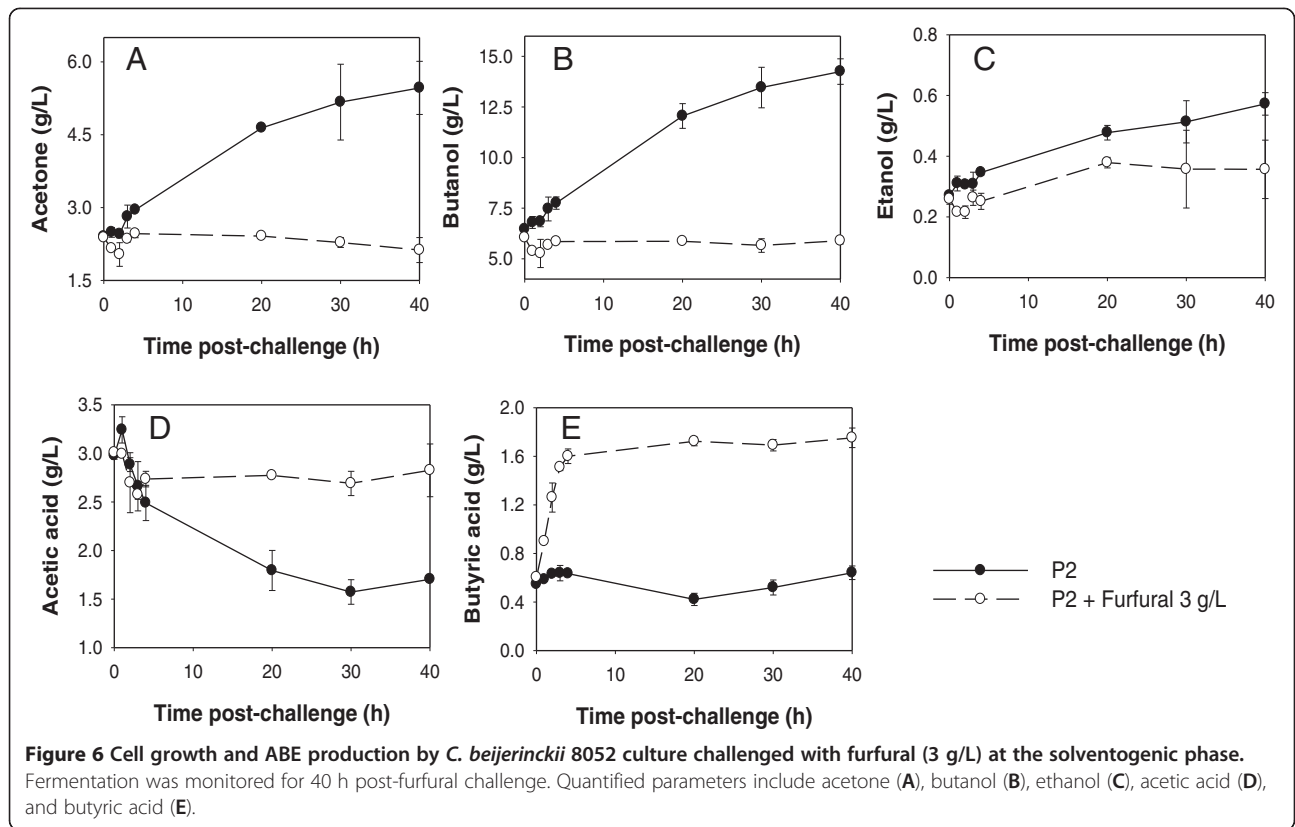 A
Acetone (g/L)
6.0
4.5
3.0
1.5
0 10 20 30 40
Time post-challenge (h)
B
Butanol (g/L)
15.0
12.5
10.0
7.5
5.0
0 10 20 30 40
Time post-challenge (h)
C
Etanol (g/L)
0.8
0.6
0.4
0.2
0.0
0 10 20 30 40
Time post-challenge (h)
D
Acetic acid (g/L)
3.5
3.0
2.5
2.0
1.5
1.0
0 10 20 30 40
Time post-challenge (h)
E
Butyric acid (g/L)
2.0
1.6
1.2
0.8
0.4
0.0
0 10 20 30 40
Time post-challenge (h)
P2
P2 + Furfural 3 g/L
Figure 6 Cell growth and ABE production by C. beijerinckii 8052 culture challenged with furfural (3 g/L) at the solventogenic phase.
Fermentation was monitored for 40 h post-furfural challenge. Quantified parameters include acetone (A), butanol (B), ethanol (C), acetic acid (D),
and butyric acid (E).